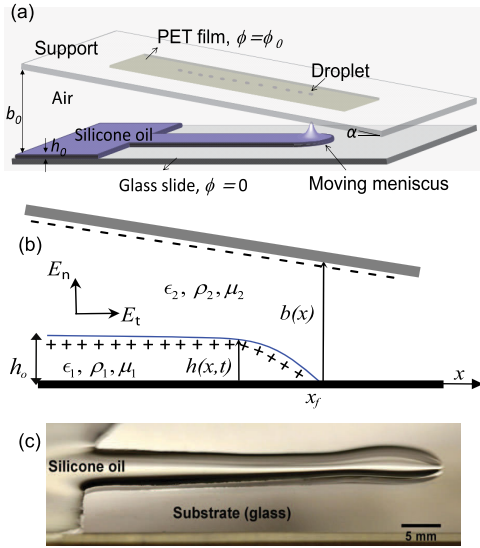 (a)
PET film, ϕ = ϕ₀
Support
Droplet
Air
b₀
Silicone oil
α
h₀
Glass slide, ϕ = 0
Moving meniscus
(b)
Eₙ
ϵ₂, ρ₂, μ₂
Eₜ
b(x)
+ + + + + + + + + + + + + + + + + +
hₒ
ϵ₁, ρ₁, μ₁
h(x,t)
x
x_f
(c)
Silicone oil
Substrate (glass)
5 mm